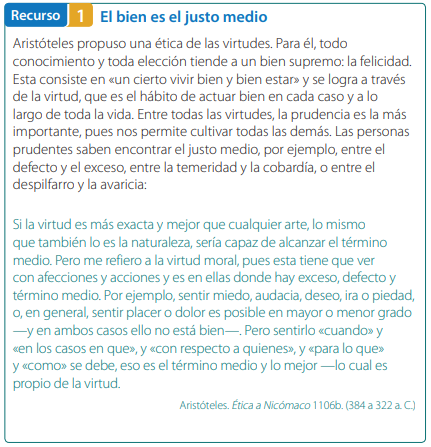 Recurso 1 El bien es el justo medio
Aristóteles propuso una ética de las virtudes. Para él, todo
conocimiento y toda elección tiende a un bien supremo: la felicidad.
Esta consiste en «un cierto vivir bien y bien estar» y se logra a través
de la virtud, que es el hábito de actuar bien en cada caso y a lo
largo de toda la vida. Entre todas las virtudes, la prudencia es la más
importante, pues nos permite cultivar todas las demás. Las personas
prudentes saben encontrar el justo medio, por ejemplo, entre el
defecto y el exceso, entre la temeridad y la cobardía, o entre el
despilfarro y la avaricia:
Si la virtud es más exacta y mejor que cualquier arte, lo mismo
que también lo es la naturaleza, sería capaz de alcanzar el término
medio. Pero me refiero a la virtud moral, pues esta tiene que ver
con afecciones y acciones y es en ellas donde hay exceso, defecto y
término medio. Por ejemplo, sentir miedo, audacia, deseo, ira o piedad,
o, en general, sentir placer o dolor es posible en mayor o menor grado
—y en ambos casos ello no está bien—. Pero sentirlo «cuando» y
«en los casos en que», y «con respecto a quienes», y «para lo que»
y «como» se debe, eso es el término medio y lo mejor —lo cual es
propio de la virtud.
Aristóteles. Ética a Nicómaco 1106b. (384 a 322 a. C.)